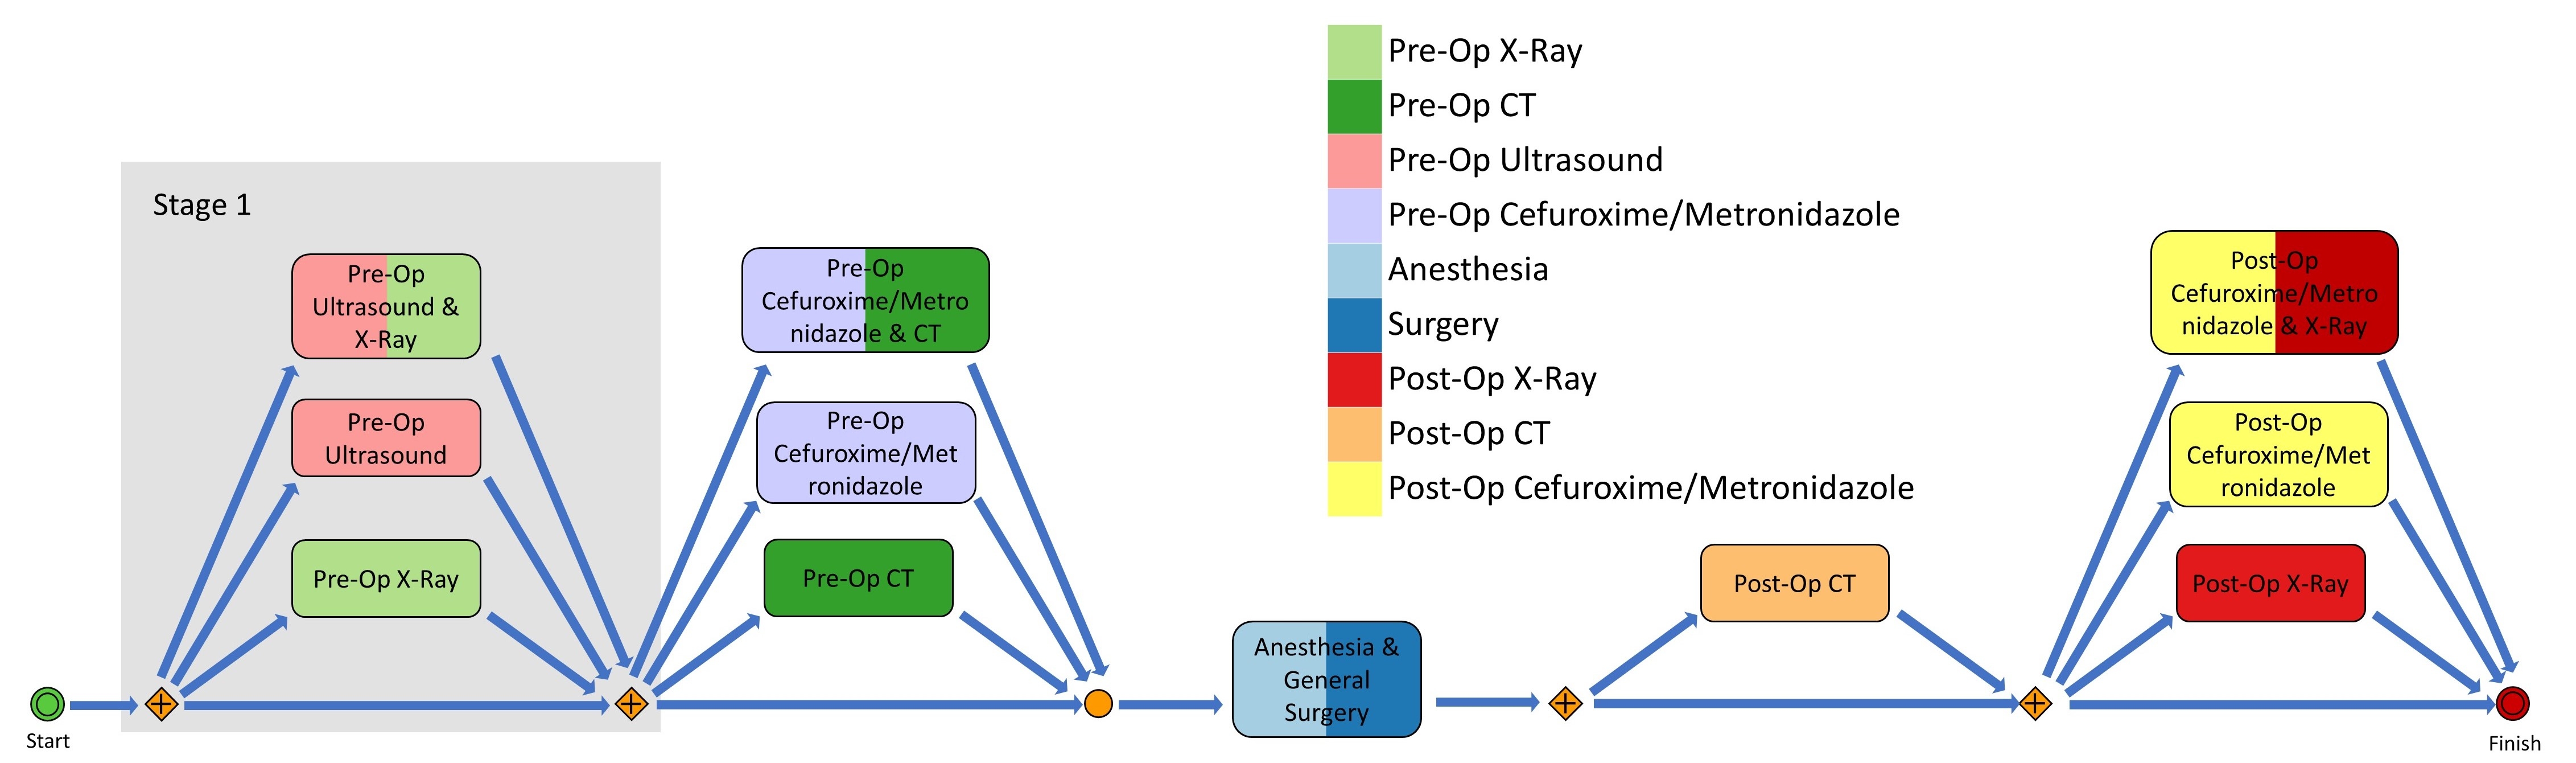 Pre-Op X-Ray
Pre-Op CT
Pre-Op Ultrasound
Pre-Op Cefuroxime/Metronidazole
Anesthesia
Surgery
Post-Op X-Ray
Post-Op CT
Post-Op Cefuroxime/Metronidazole
Stage 1
Pre-Op
Ultrasound &
X-Ray
Pre-Op
Ultrasound
Pre-Op X-Ray
Start
Pre-Op
Cefuroxime/Metro
nidazole & CT
Pre-Op
Cefuroxime/Met
ronidazole
Pre-Op CT
Anesthesia &
General
Surgery
Post-Op CT
Post-Op
Cefuroxime/Metro
nidazole & X-Ray
Post-Op
Cefuroxime/Met
ronidazole
Post-Op X-Ray
Finish